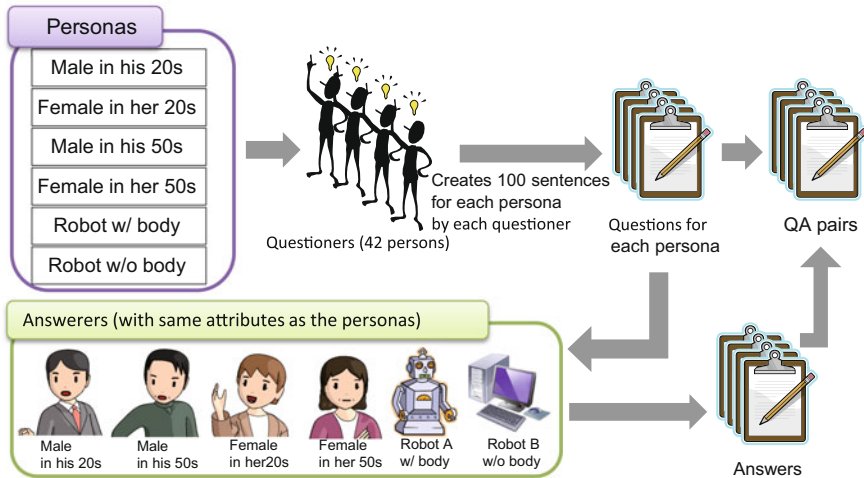 Personas
Male in his 20s
Female in her 20s
Male in his 50s
Female in her 50s
Robot w/ body
Robot w/o body
Questioners (42 persons)
Creates 100 sentences
for each persona
by each questioner
Questions for
each persona
QA pairs
Answerers (with same attributes as the personas)
Male
in his 20s
Male
in his 50s
Female
in her20s
Female
in her 50s
Robot A
w/ body
Robot B
w/o body
Answers